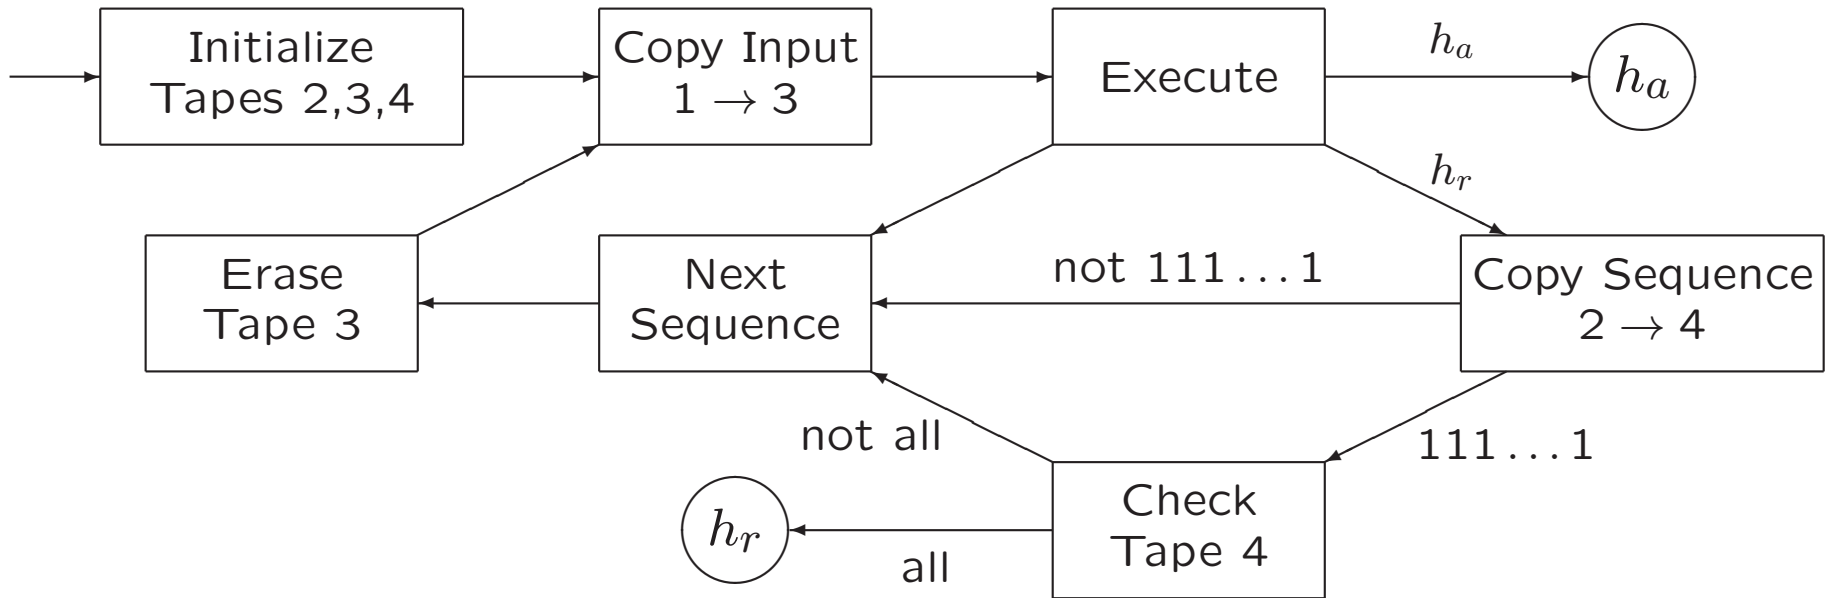 Initialize
Tapes 2,3,4
Copy Input
1 → 3
Execute
h_a
h_a
h_r
Erase
Tape 3
Next
Sequence
not 111...1
Copy Sequence
2 → 4
not all
111...1
Check
Tape 4
h_r
all